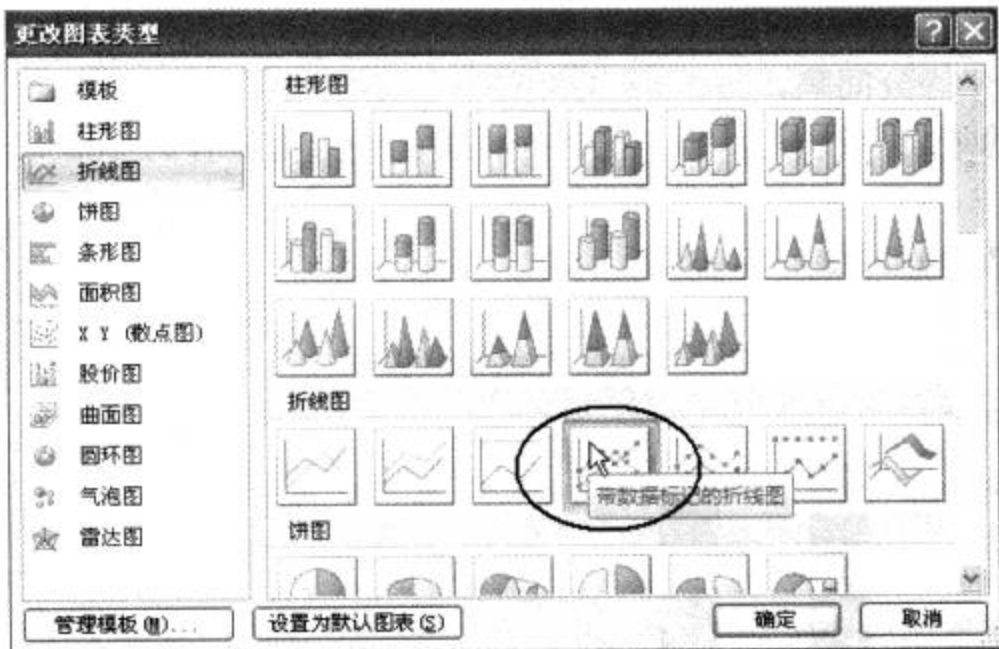 更改图表类型
模板
柱形图
折线图
饼图
条形图
面积图
X Y (散点图)
股价图
曲面图
圆环图
气泡图
雷达图
柱形图
折线图
带数据标记的折线图
饼图
管理模板(M)...
设置为默认图表(S)
确定
取消